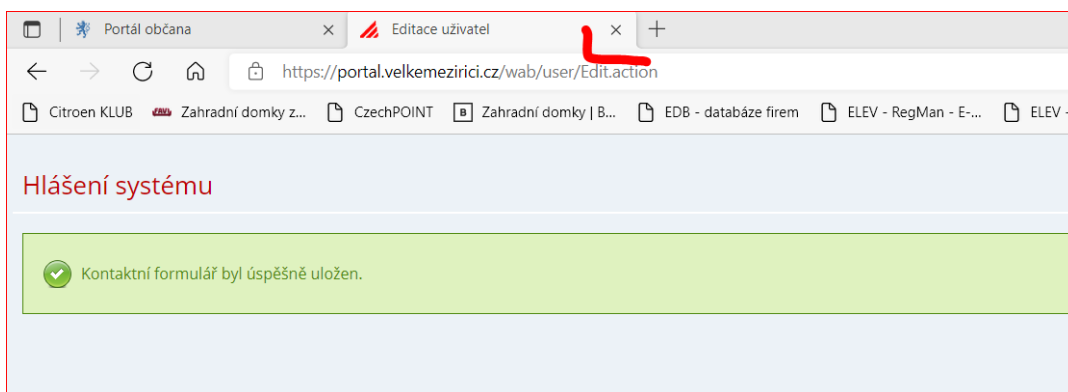 Portál občana
Editace uživatel
https://portal.velkemezirici.cz/wab/user/Edit.action
Citroen KLUB Zahradní domky z... CzechPOINT B Zahradní domky | B... EDB - databáze firem ELEV - RegMan - E-... ELEV -
Hlášení systému
Kontaktní formulář byl úspěšně uložen.